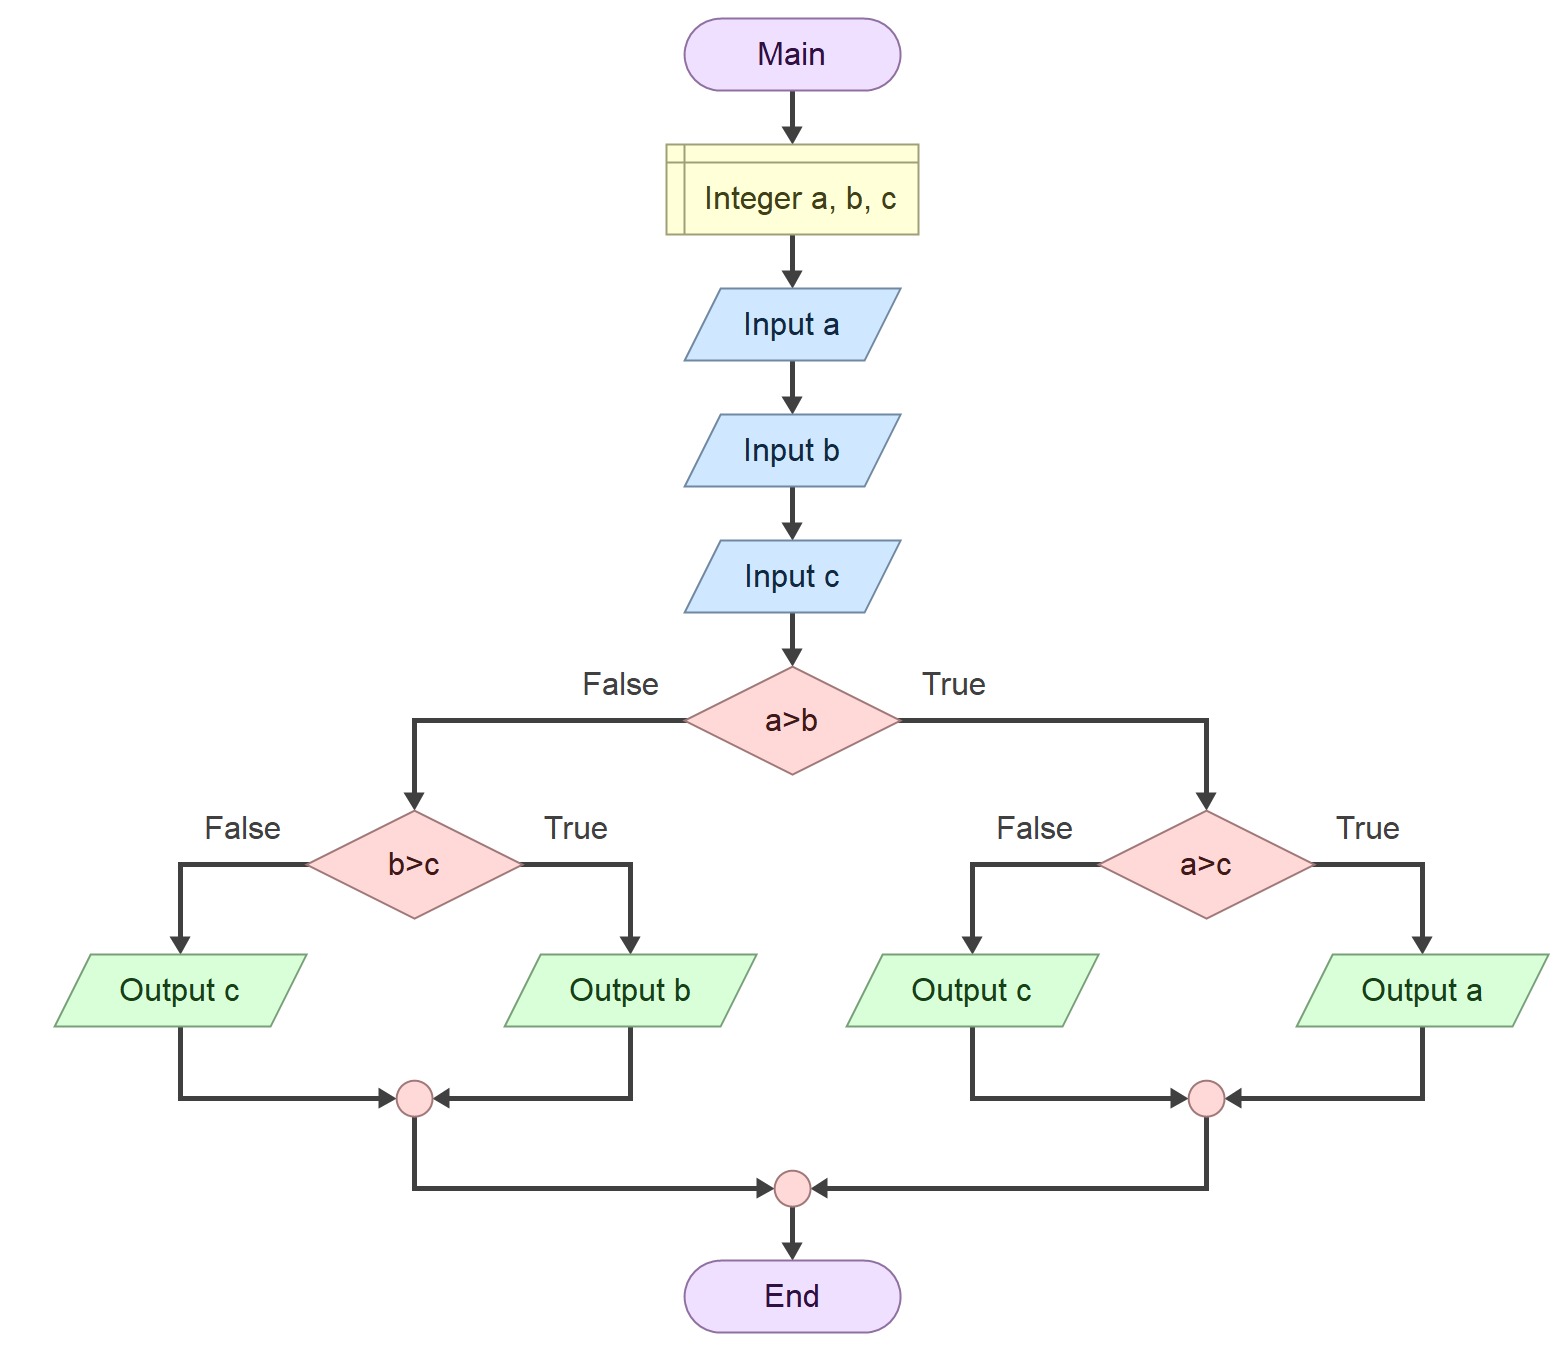 Main
Integer a, b, c
Input a
Input b
Input c
False
True
a>b
False
True
False
True
b>c
a>c
Output c
Output b
Output c
Output a
End